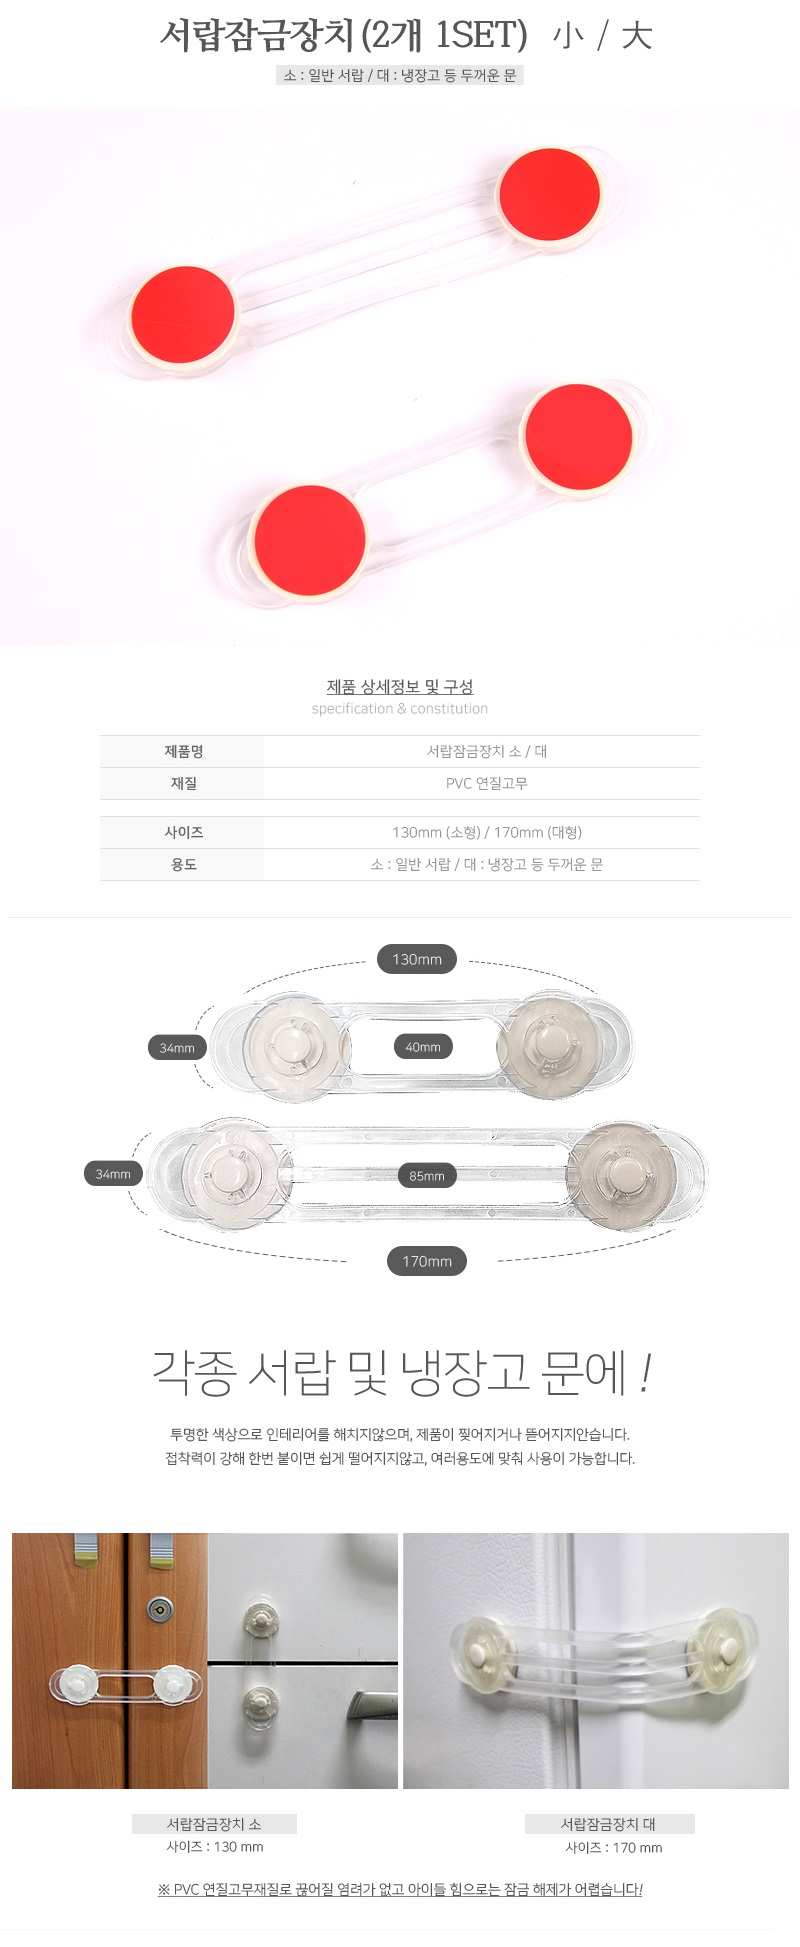 서랍잠금장치 (2개 1SET) 小 / 大
소 : 일반 서랍 / 대 : 냉장고 등 두꺼운 문
제품 상세정보 및 구성
specification & constitution
제품명 서랍잠금장치 소 / 대
재질 PVC 연질고무
사이즈 130mm (소형) / 170mm (대형)
용도 소 : 일반 서랍 / 대 : 냉장고 등 두꺼운 문
130mm
34mm 40mm
34mm 85mm
170mm
각종 서랍 및 냉장고 문에 !
투명한 색상으로 인테리어를 해치지않으며, 제품이 찢어지거나 뜯어지지안습니다.
접착력이 강해 한번 붙이면 쉽게 떨어지지않고, 여러용도에 맞춰 사용이 가능합니다.
서랍잠금장치 소
사이즈 : 130 mm
서랍잠금장치 대
사이즈 : 170 mm
※ PVC 연질고무재질로 끊어질 염려가 없고 아이들 힘으로는 잠금 해제가 어렵습니다!